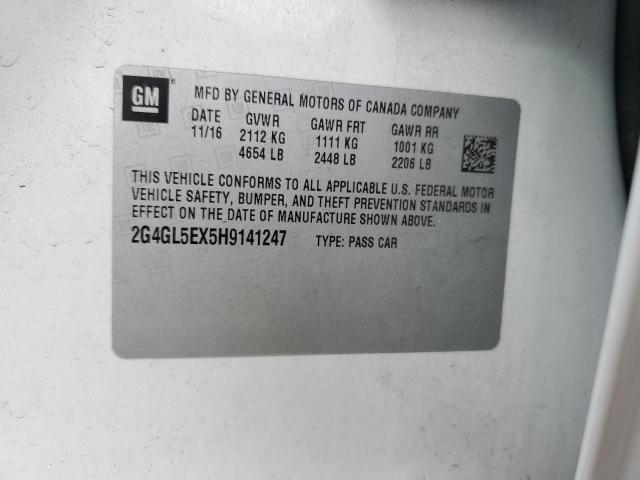 GM
MFD BY GENERAL MOTORS OF CANADA COMPANY
DATE GVWR GAWR FRT GAWR RR
11/16 2112 KG 1111 KG 1001 KG
4654 LB 2448 LB 2206 LB
THIS VEHICLE CONFORMS TO ALL APPLICABLE U.S. FEDERAL MOTOR
VEHICLE SAFETY, BUMPER, AND THEFT PREVENTION STANDARDS IN
EFFECT ON THE DATE OF MANUFACTURE SHOWN ABOVE.
2G4GL5EX5H9141247 TYPE: PASS CAR